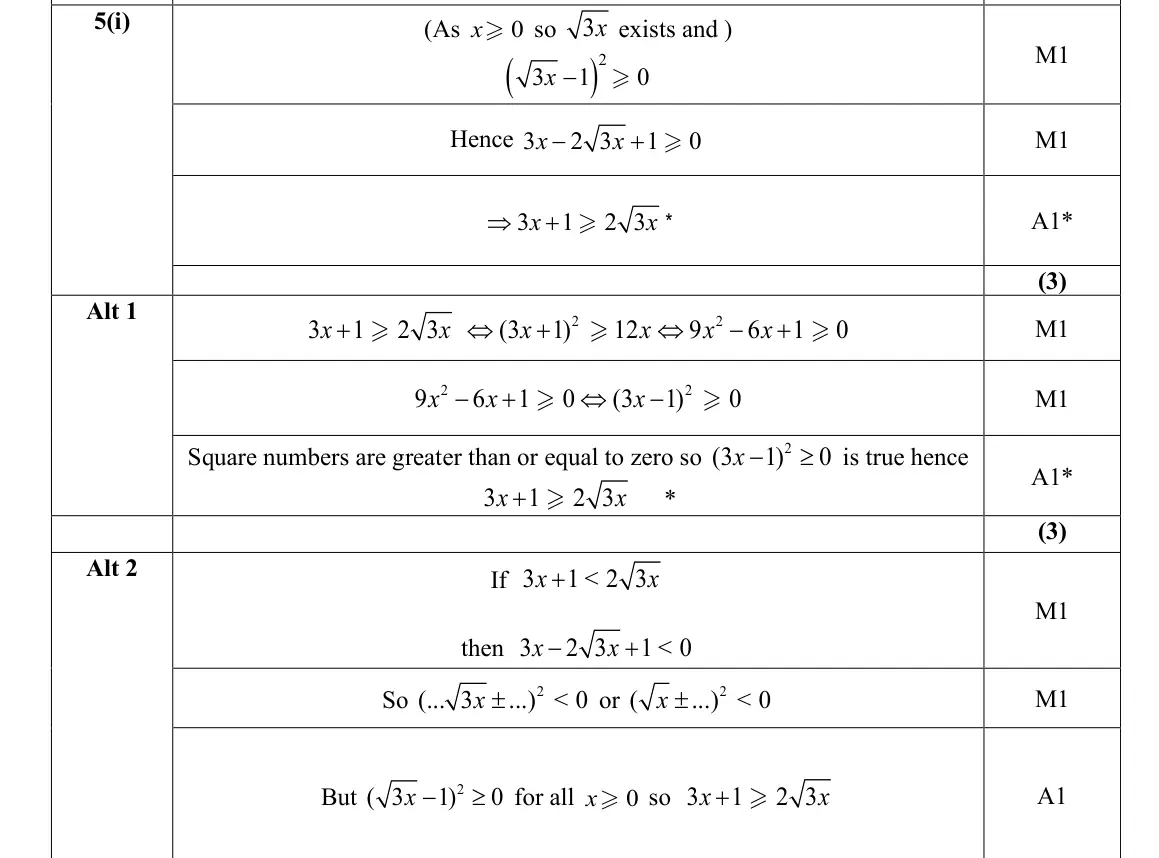 5(i)
(As x⩾ 0 so √3x exists and )
(√3x − 1)² ⩾ 0
M1
Hence 3x − 2√3x + 1 ⩾ 0
M1
⇒ 3x + 1 ⩾ 2√3x *
A1*
(3)
Alt 1
3x + 1 ⩾ 2√3x ⇔ (3x + 1)² ⩾ 12x ⇔ 9x² − 6x + 1 ⩾ 0
M1
9x² − 6x + 1 ⩾ 0 ⇔ (3x − 1)² ⩾ 0
M1
Square numbers are greater than or equal to zero so (3x − 1)² ≥ 0 is true hence
3x + 1 ⩾ 2√3x *
A1*
(3)
Alt 2
If 3x + 1 < 2√3x
then 3x − 2√3x + 1 < 0
M1
So (...√3x ± ...)² < 0 or (√x ± ...)² < 0
M1
But (√3x − 1)² ≥ 0 for all x⩾ 0 so 3x + 1 ⩾ 2√3x
A1